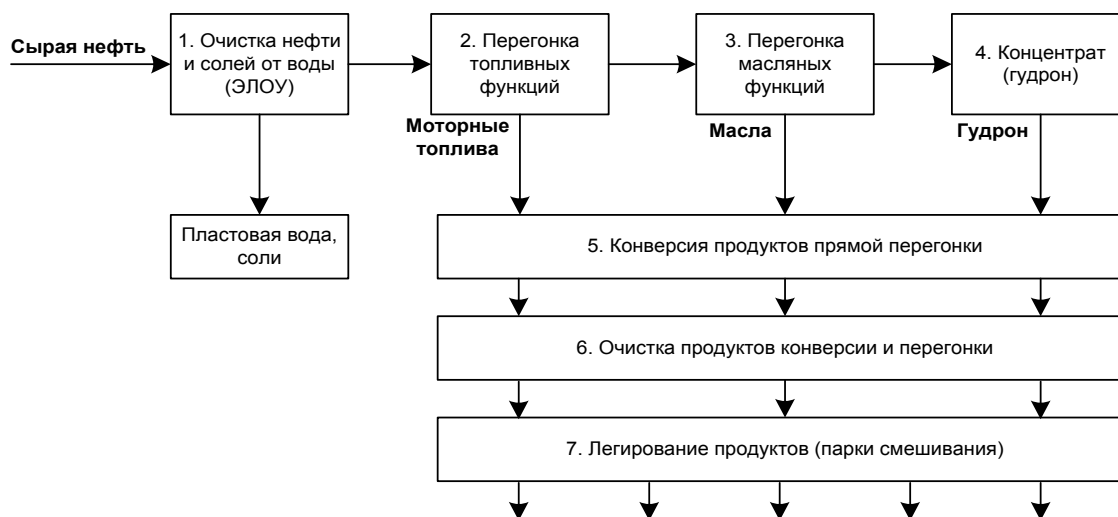 Сырая нефть
1. Очистка нефти
и солей от воды
(ЭЛОУ)
2. Перегонка
топливных
функций
3. Перегонка
масляных
функций
4. Концентрат
(гудрон)
Моторные
топлива
Масла
Гудрон
Пластовая вода,
соли
5. Конверсия продуктов прямой перегонки
6. Очистка продуктов конверсии и перегонки
7. Легирование продуктов (парки смешивания)